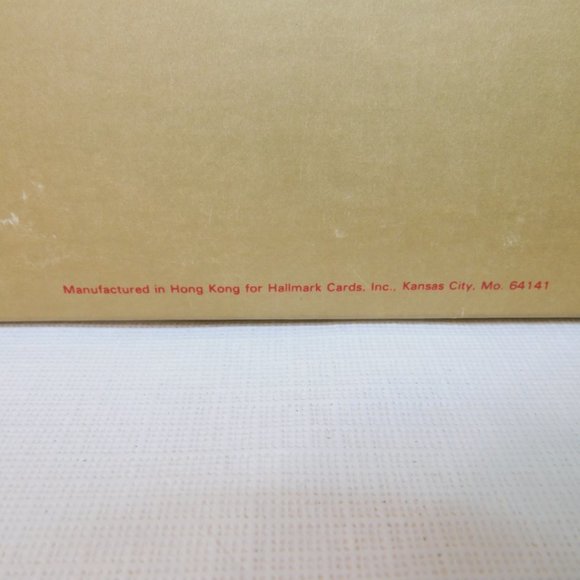 Manufactured in Hong Kong for Hallmark Cards, Inc., Kansas City, Mo. 64141